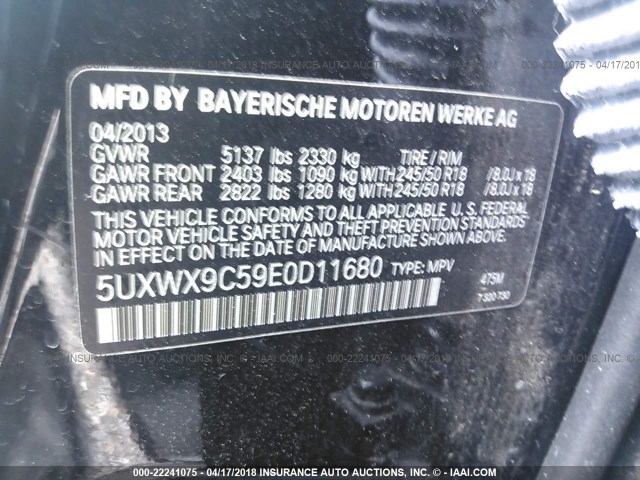 MFD BY BAYERISCHE MOTOREN WERKE AG
04/2013
GVWR 5137 lbs 2330 kg TIRE / RIM
GAWR FRONT 2403 lbs 1090 kg WITH 245/50 R18 /8.0J x 18
GAWR REAR 2822 lbs 1280 kg WITH 245/50 R18 /8.0J x 18
THIS VEHICLE CONFORMS TO ALL APPLICABLE U. S. FEDERAL
MOTOR VEHICLE SAFETY AND THEFT PREVENTION STANDARDS
IN EFFECT ON THE DATE OF MANUFACTURE SHOWN ABOVE.
5UXWX9C59E0D11680 TYPE: MPV 475M
7 300 730
000-22241075 - 04/17/2018 INSURANCE AUTO AUCTIONS, INC. - © - IAAI.COM